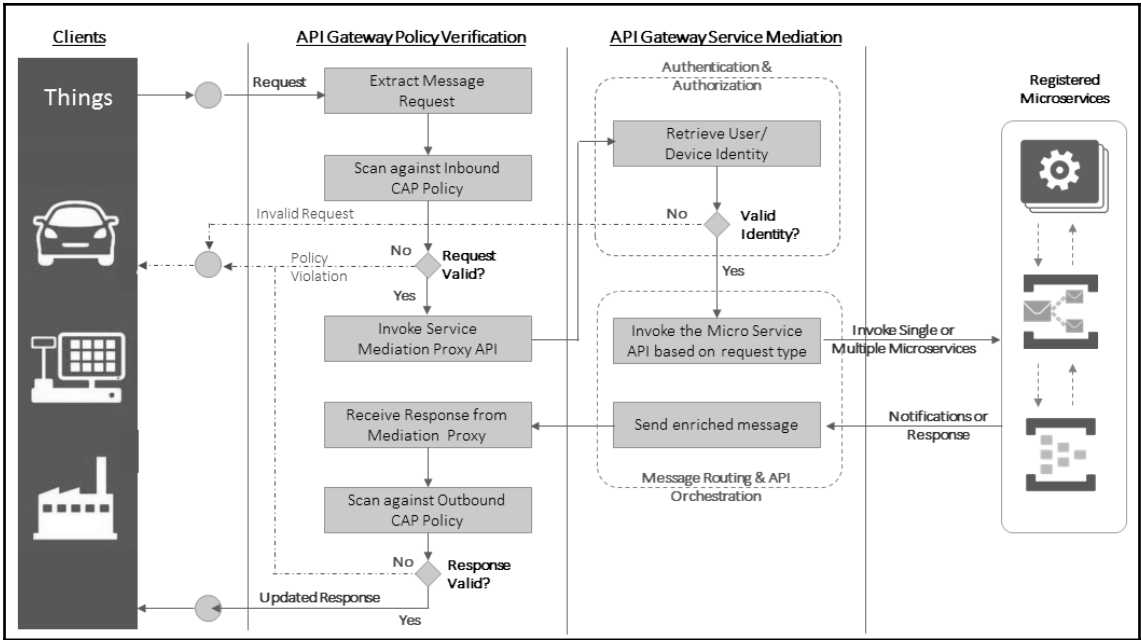 Clients
API Gateway Policy Verification
API Gateway Service Mediation
Things
Request
Extract Message
Request
Authentication &
Authorization
Registered
Microservices
Retrieve User/
Device Identity
Scan against Inbound
CAP Policy
Invalid Request
No
Valid
Identity?
Policy
Violation
No
Request
Valid?
Yes
Yes
Invoke Service
Mediation Proxy API
Invoke the Micro Service
API based on request type
Invoke Single or
Multiple Microservices
Receive Response from
Mediation Proxy
Send enriched message
Notifications or
Response
Message Routing & API
Orchestration
Scan against Outbound
CAP Policy
No
Response
Valid?
Updated Response
Yes